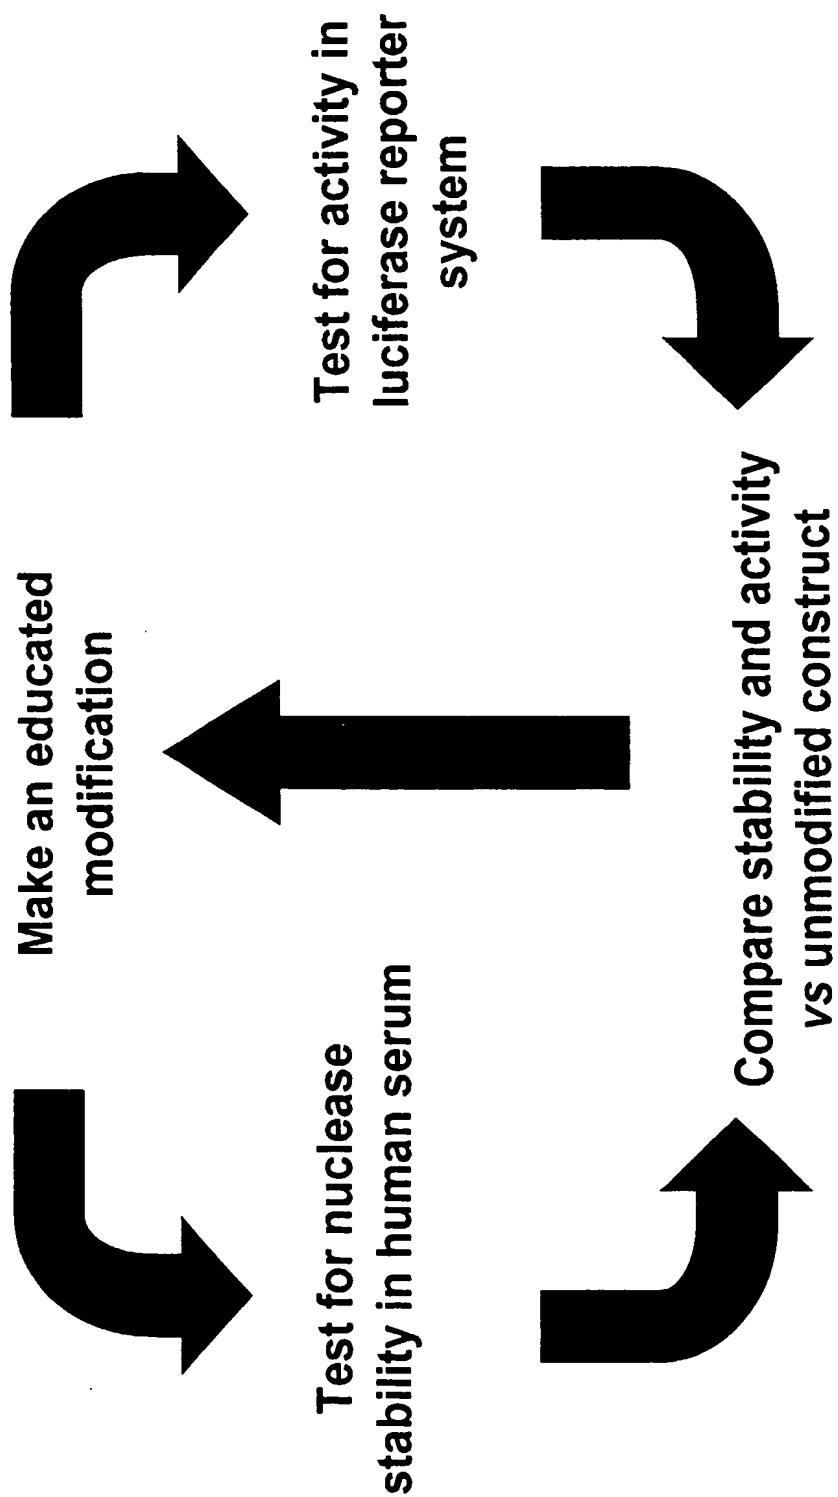 Make an educated
modification
Test for nuclease
stability in human serum
Test for activity in
luciferase reporter
system
Compare stability and activity
vs unmodified construct